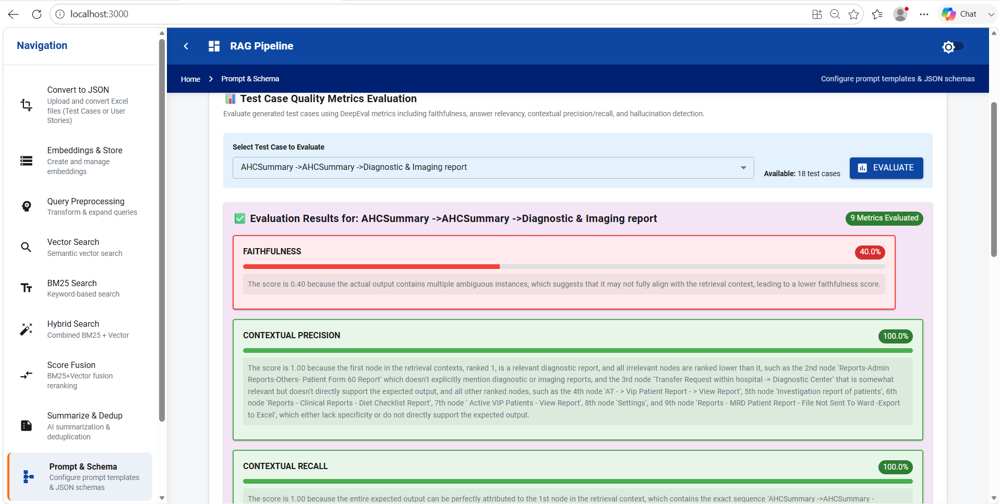 localhost:3000
Chat
Navigation
Convert to JSON
Upload and convert Excel
files (Test Cases or User
Stories)
Embeddings & Store
Create and manage
embeddings
Query Preprocessing
Transform & expand queries
Vector Search
Semantic vector search
BM25 Search
Keyword-based search
Hybrid Search
Combined BM25 + Vector
Score Fusion
BM25+Vector fusion
reranking
Summarize & Dedup
AI summarization &
deduplication
Prompt & Schema
Configure prompt templates
& JSON schemas
RAG Pipeline
Home
Prompt & Schema
Configure prompt templates & JSON schemas
Test Case Quality Metrics Evaluation
Evaluate generated test cases using DeepEval metrics including faithfulness, answer relevancy, contextual precision/recall, and hallucination detection.
Select Test Case to Evaluate
AHCSummary ->AHCSummary ->Diagnostic & Imaging report
Available: 18 test cases
EVALUATE
Evaluation Results for: AHCSummary ->AHCSummary ->Diagnostic & Imaging report
9 Metrics Evaluated
FAITHFULNESS
40.0%
The score is 0.40 because the actual output contains multiple ambiguous instances, which suggests that it may not fully align with the retrieval context, leading to a lower faithfulness score.
CONTEXTUAL PRECISION
100.0%
The score is 1.00 because the first node in the retrieval contexts, ranked 1, is a relevant diagnostic report, and all irrelevant nodes are ranked lower than it, such as the 2nd node 'Reports-Admin
Reports-Others- Patient Form 60 Report' which doesn't explicitly mention diagnostic or imaging reports, and the 3rd node 'Transfer Request within hospital -> Diagnostic Center' that is somewhat
relevant but doesn't directly support the expected output, and all other ranked nodes, such as the 4th node 'AT - > Vip Patient Report - > View Report', 5th node 'Investigation report of patients', 6th
node 'Reports - Clinical Reports - Diet Checklist Report', 7th node ' Active VIP Patients - View Report', 8th node 'Settings', and 9th node 'Reports - MRD Patient Report - File Not Sent To Ward -Export
to Excel', which either lack specificity or do not directly support the expected output.
CONTEXTUAL RECALL
100.0%
The score is 1.00 because the entire expected output can be perfectly attributed to the 1st node in the retrieval context, which contains the exact sequence 'AHCSummary ->AHCSummary -